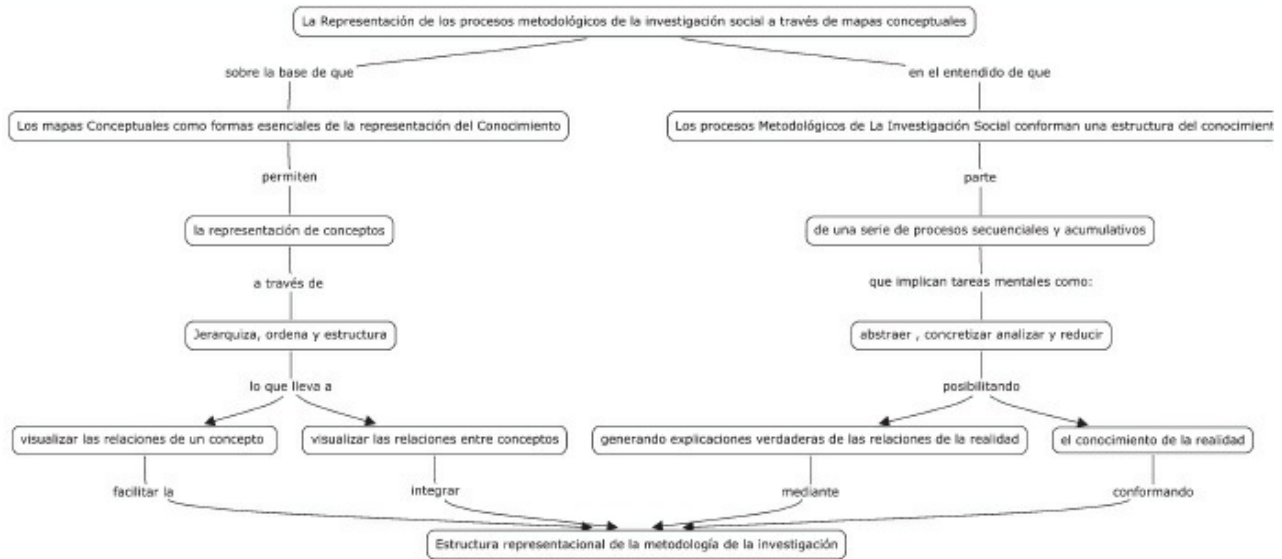 La Representación de los procesos metodológicos de la investigación social a través de mapas conceptuales
sobre la base de que
en el entendido de que
Los mapas Conceptuales como formas esenciales de la representación del Conocimiento
Los procesos Metodológicos de La Investigación Social conforman una estructura del conocimient
permiten
parte
la representación de conceptos
de una serie de procesos secuenciales y acumulativos
a través de
que implican tareas mentales como:
Jerarquiza, ordena y estructura
abstraer , concretizar analizar y reducir
lo que lleva a
posibilitando
visualizar las relaciones de un concepto
visualizar las relaciones entre conceptos
generando explicaciones verdaderas de las relaciones de la realidad
el conocimiento de la realidad
facilitar la
integrar
mediante
conformando
Estructura representacional de la metodología de la investigación